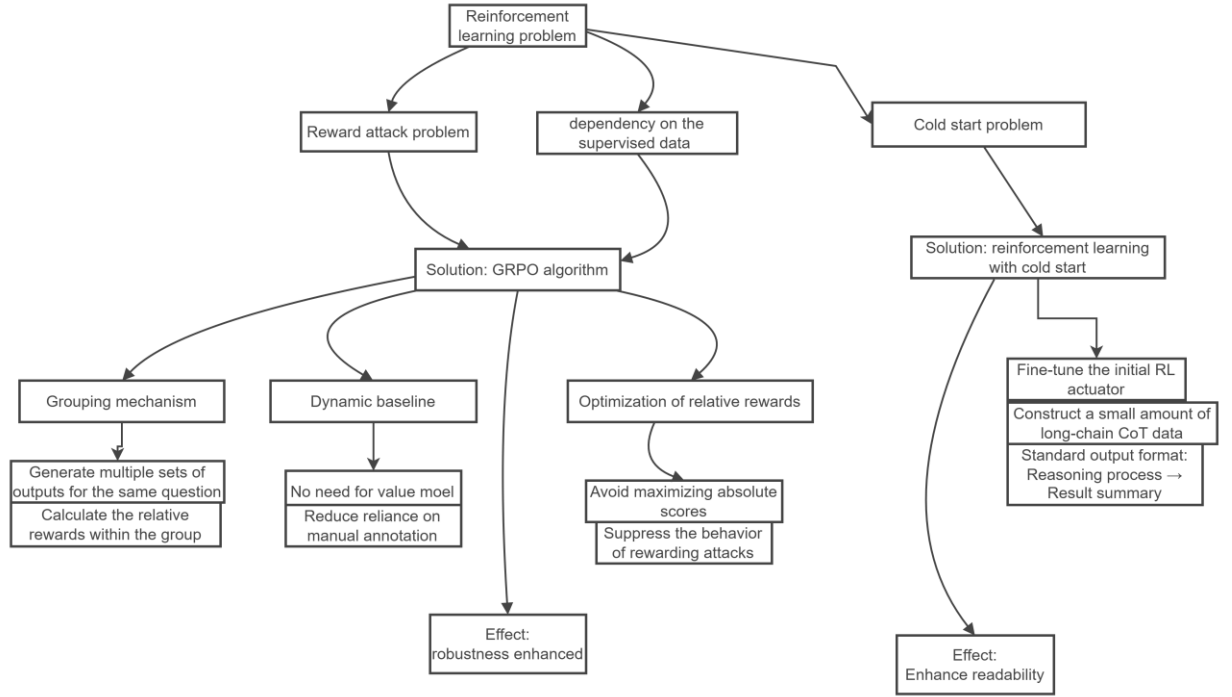 Reinforcement
learning problem
Reward attack problem
dependency on the
supervised data
Cold start problem
Solution: GRPO algorithm
Solution: reinforcement learning
with cold start
Grouping mechanism
Dynamic baseline
Optimization of relative rewards
Fine-tune the initial RL
actuator
Construct a small amount of
long-chain CoT data
Standard output format:
Reasoning process →
Result summary
Generate multiple sets of
outputs for the same question
Calculate the relative
rewards within the group
No need for value moel
Reduce reliance on
manual annotation
Avoid maximizing absolute
scores
Suppress the behavior
of rewarding attacks
Effect:
robustness enhanced
Effect:
Enhance readability